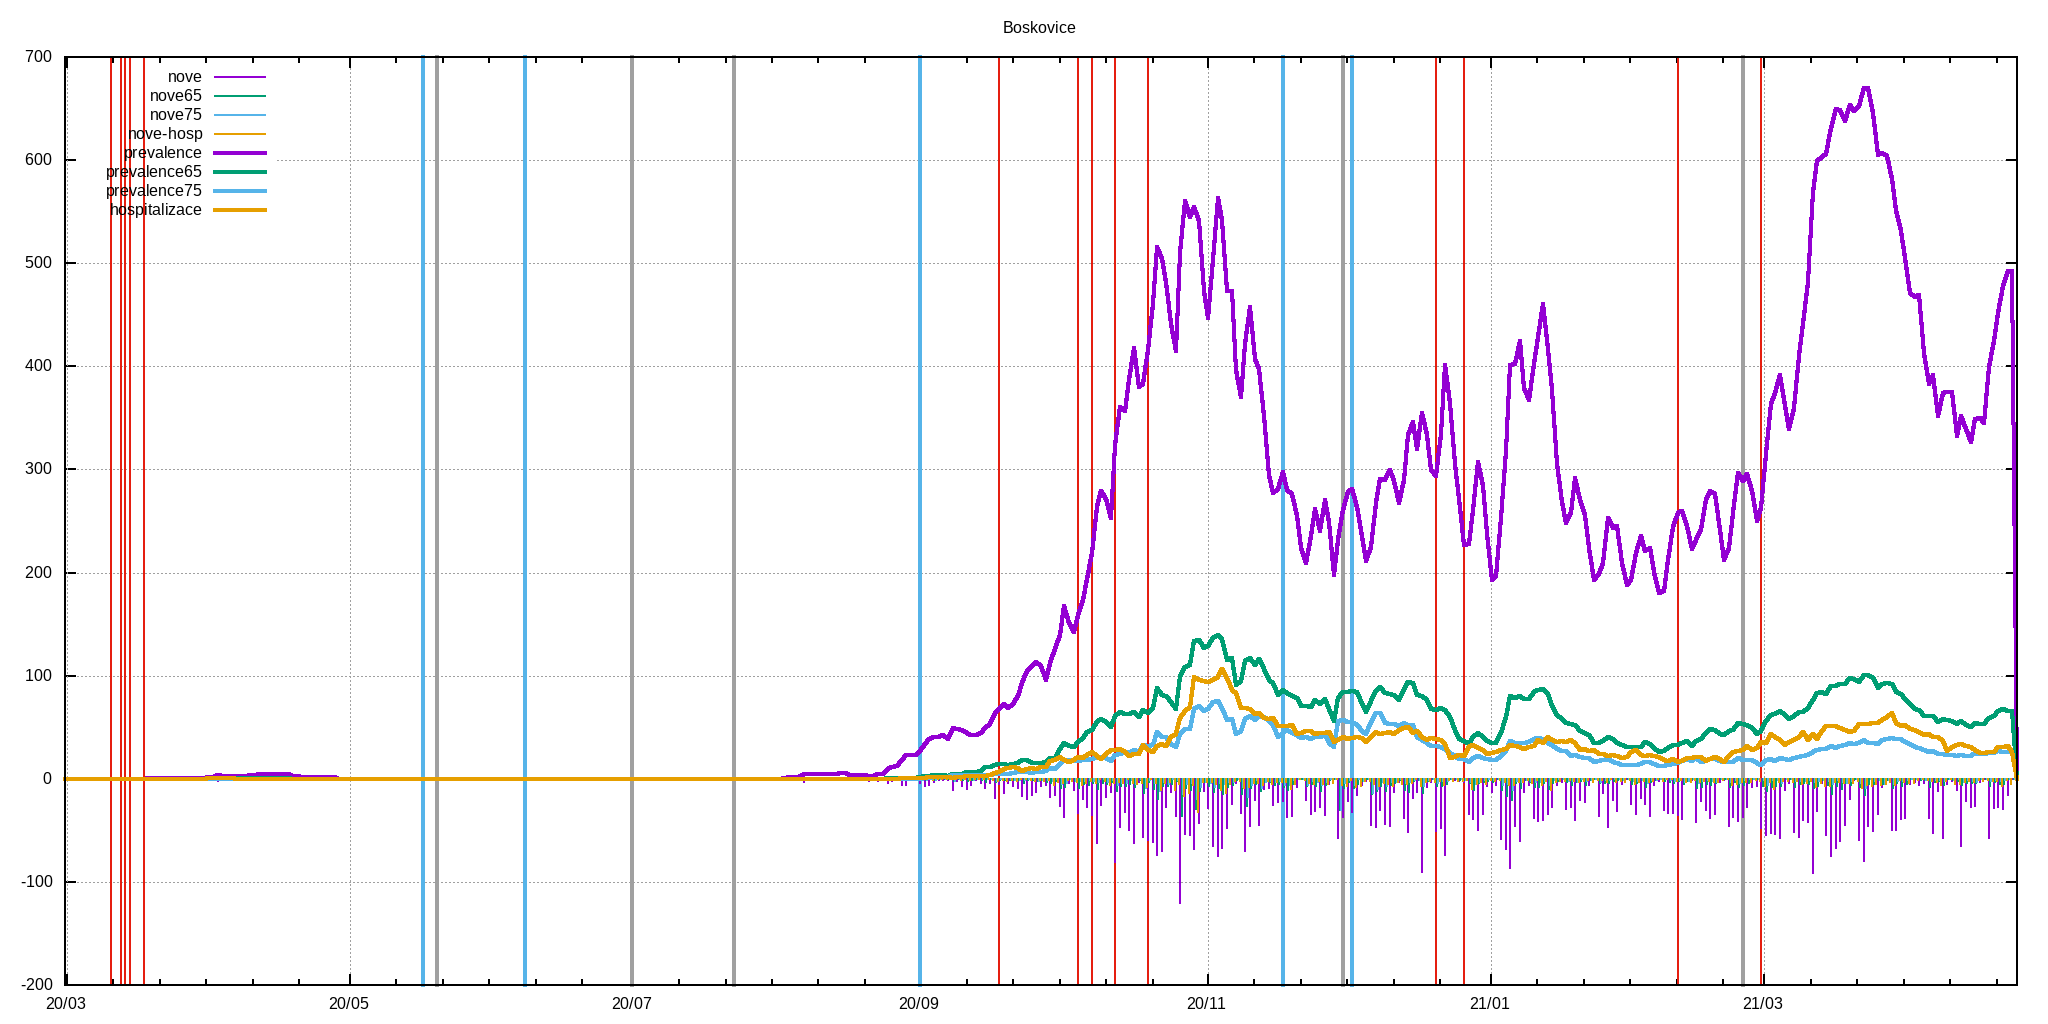 Boskovice
700
600
500
400
300
200
100
0
-100
-200
nove
nove65
nove75
nove-hosp
prevalence
prevalence65
prevalence75
hospitalizace
20/03 20/05 20/07 20/09 20/11 21/01 21/03